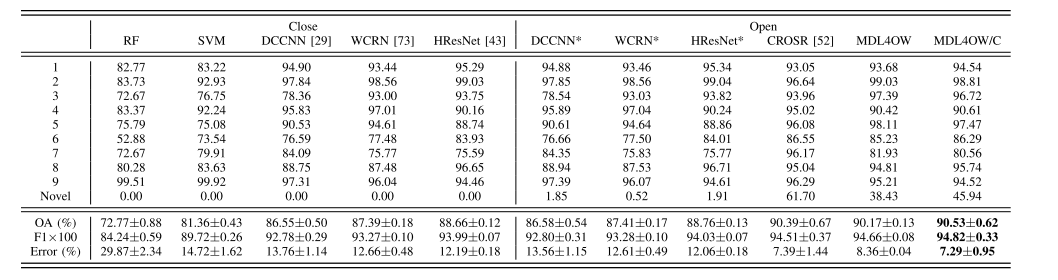 Close Open
RF SVM DCCNN [29] WCRN [73] HResNet [43] DCCNN* WCRN* HResNet* CROSR [52] MDL4OW MDL4OW/C
1 82.77 83.22 94.90 93.44 95.29 94.88 93.46 95.34 93.05 93.68 94.54
2 83.73 92.93 97.84 98.56 99.03 97.85 98.56 99.04 96.64 99.03 98.81
3 72.67 76.75 78.36 93.00 93.75 78.54 93.03 93.82 93.96 97.39 96.72
4 83.37 92.24 95.83 97.01 90.16 95.89 97.04 90.24 95.02 90.42 90.61
5 75.79 75.08 90.53 94.61 88.74 90.61 94.64 88.86 96.08 98.11 97.47
6 52.88 73.54 76.59 77.48 83.93 76.66 77.50 84.01 86.55 85.23 86.29
7 72.67 79.91 84.09 75.77 75.59 84.35 75.83 75.77 96.17 81.93 80.56
8 80.28 83.63 88.75 87.48 96.65 88.94 87.53 96.71 95.04 94.81 95.74
9 99.51 99.92 97.31 96.04 94.46 97.39 96.07 94.61 96.29 95.21 94.52
Novel 0.00 0.00 0.00 0.00 0.00 1.85 0.52 1.91 61.70 38.43 45.94
OA (%) 72.77±0.88 81.36±0.43 86.55±0.50 87.39±0.18 88.66±0.12 86.58±0.54 87.41±0.17 88.76±0.13 90.39±0.67 90.17±0.13 90.53±0.62
F1×100 84.24±0.59 89.72±0.26 92.78±0.29 93.27±0.10 93.99±0.07 92.80±0.31 93.28±0.10 94.03±0.07 94.51±0.37 94.66±0.08 94.82±0.33
Error (%) 29.87±2.34 14.72±1.62 13.76±1.14 12.66±0.48 12.19±0.18 13.56±1.15 12.61±0.49 12.06±0.18 7.39±1.44 8.36±0.04 7.29±0.95